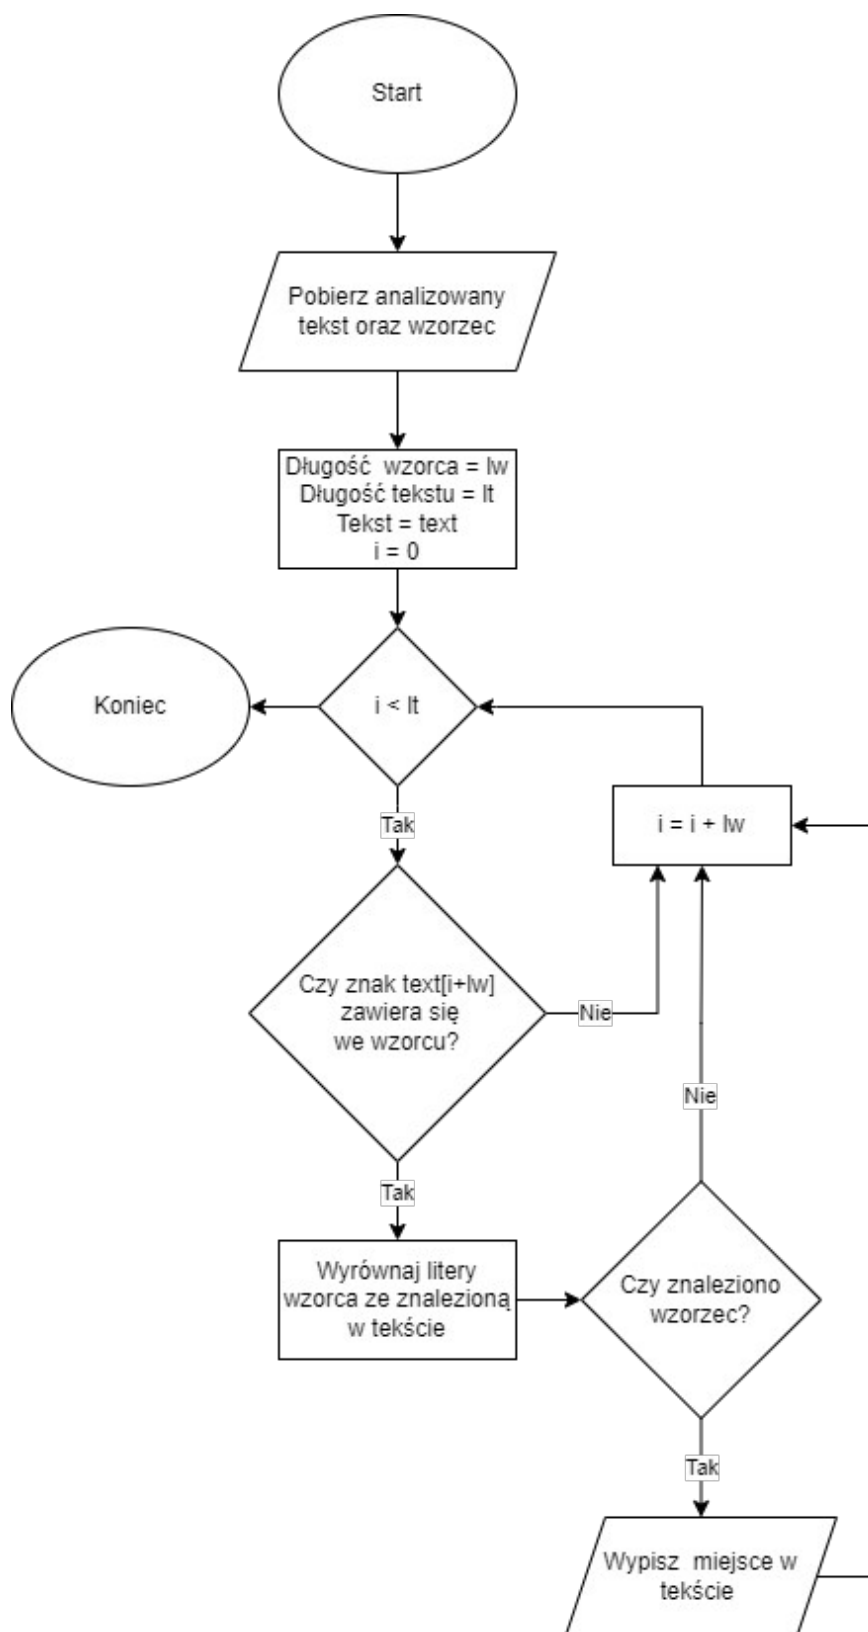 Start
Pobierz analizowany
tekst oraz wzorzec
Długość wzorca = lw
Długość tekstu = lt
Tekst = text
i = 0
Koniec
i < lt
Tak
i = i + lw
Czy znak text[i+lw]
zawiera się
we wzorcu?
Nie
Nie
Tak
Wyrównaj litery
wzorca ze znalezioną
w tekście
Czy znaleziono
wzorzec?
Tak
Wypisz miejsce w
tekście